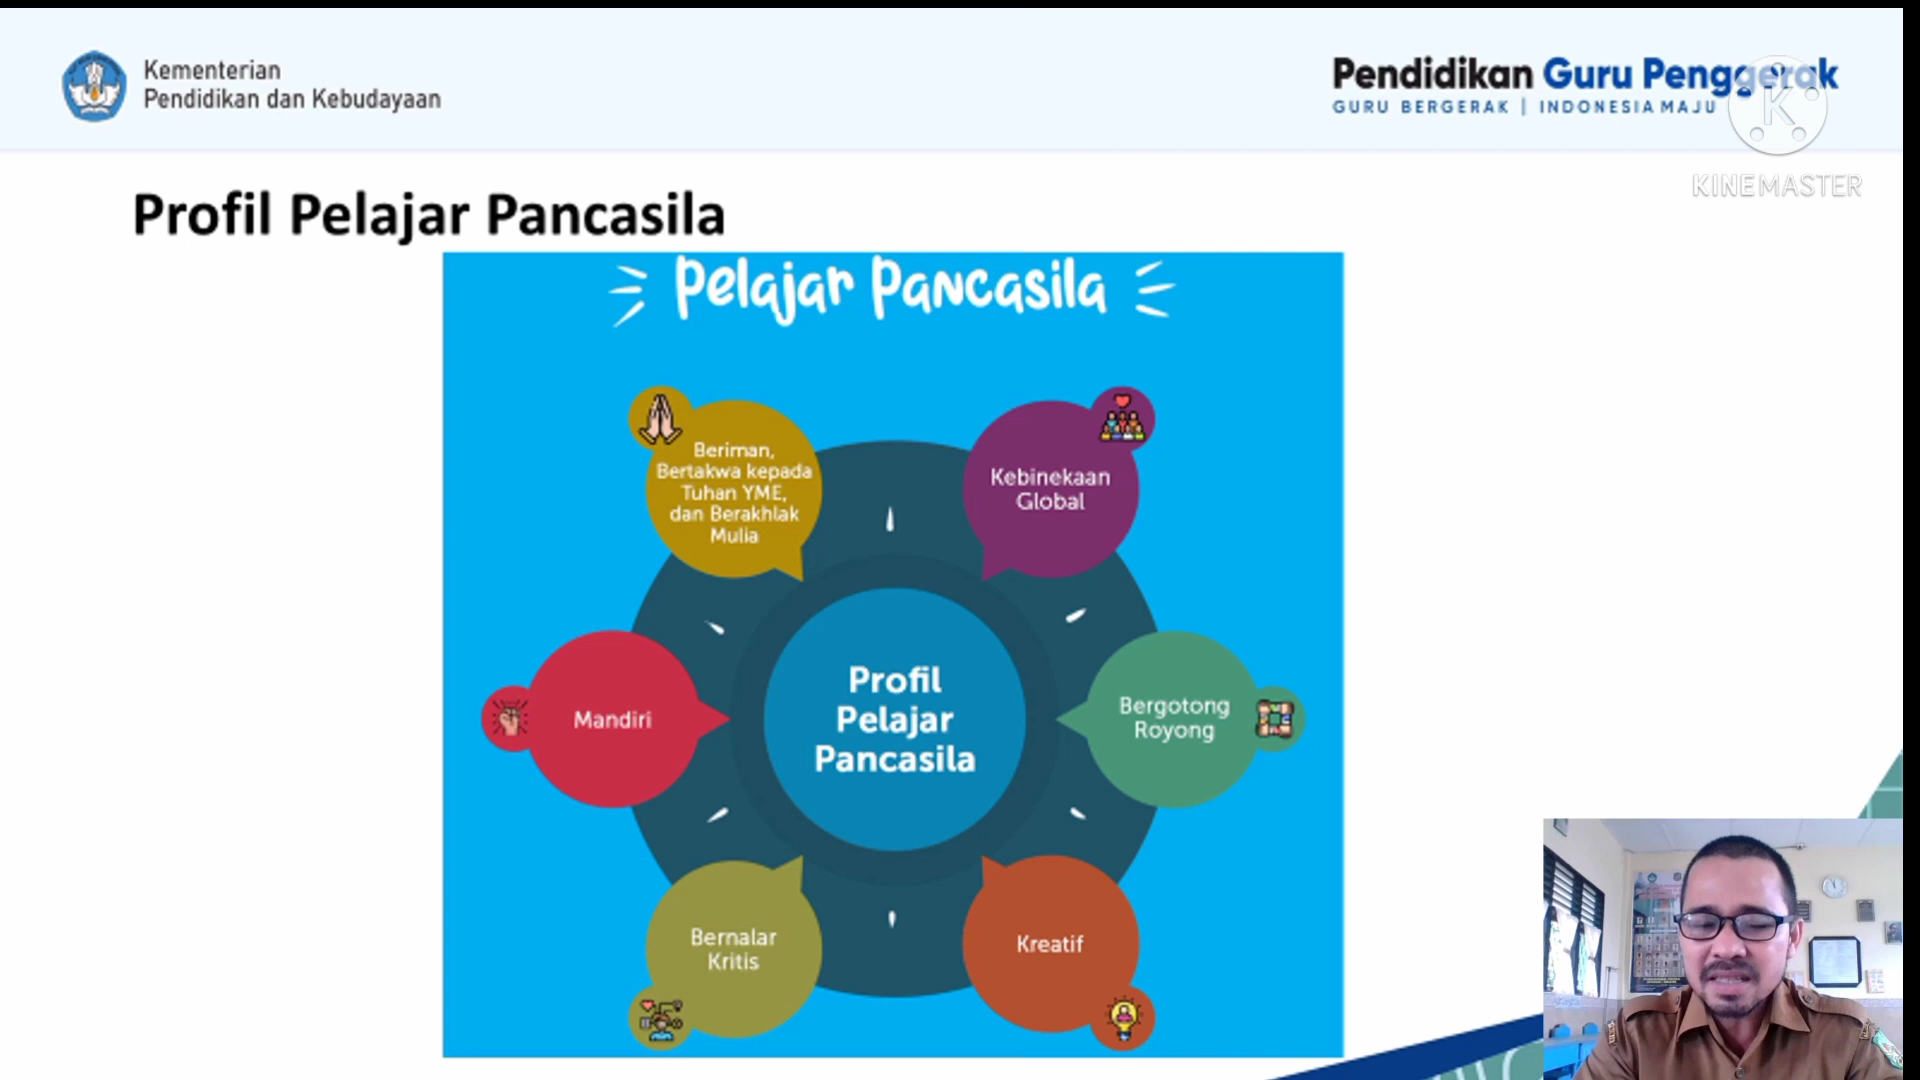 Kementerian
Pendidikan dan Kebudayaan
Pendidikan Guru Penggerak
GURU BERGERAK | INDONESIA MAJU
KINEMASTER
Profil Pelajar Pancasila
Pelajar Pancasila
Beriman,
Bertakwa kepada
Tuhan YME,
dan Berakhlak
Mulia
Kebinekaan
Global
Mandiri
Profil
Pelajar
Pancasila
Bergotong
Royong
Bernalar
Kritis
Kreatif